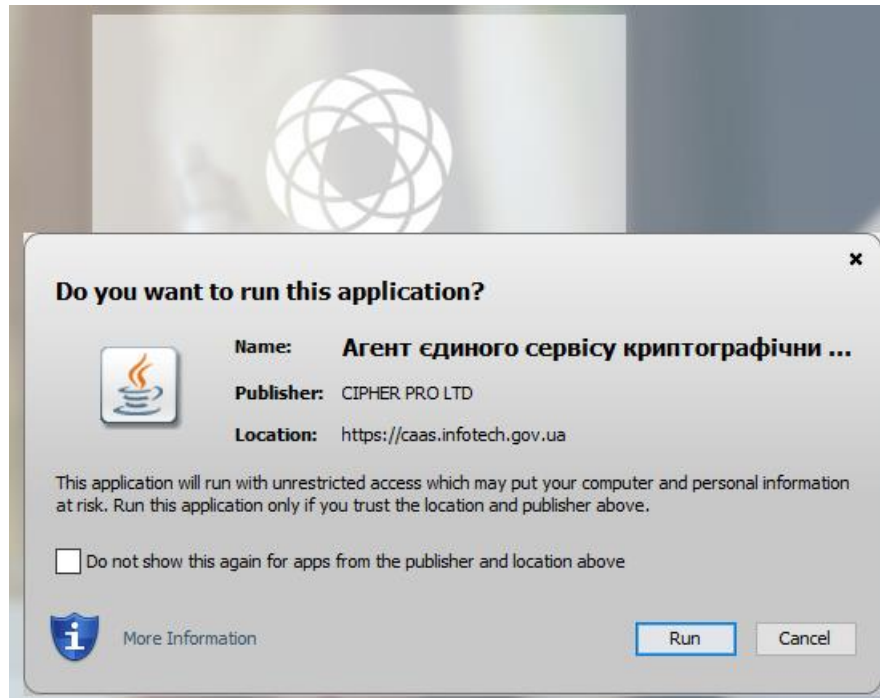 Do you want to run this application?
Name: Агент єдиного сервісу криптографічни ...
Publisher: CIPHER PRO LTD
Location: https://caas.infotech.gov.ua
This application will run with unrestricted access which may put your computer and personal information
at risk. Run this application only if you trust the location and publisher above.
Do not show this again for apps from the publisher and location above
More Information
Run Cancel